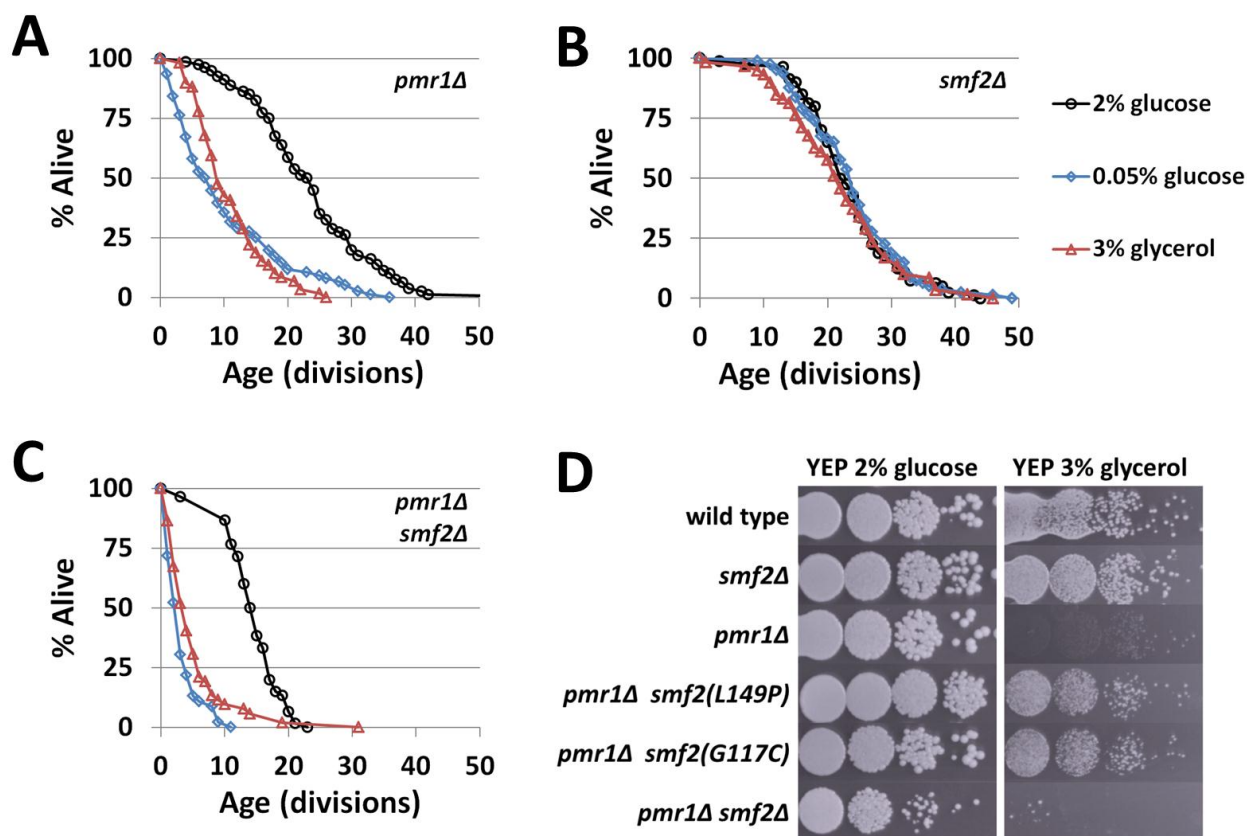 A
100
75
50
25
0
% Alive
pmr1Δ
0 10 20 30 40 50
Age (divisions)
B
100
75
50
25
0
% Alive
smf2Δ
0 10 20 30 40 50
Age (divisions)
2% glucose
0.05% glucose
3% glycerol
C
100
75
50
25
0
% Alive
pmr1Δ
smf2Δ
0 10 20 30 40 50
Age (divisions)
D
YEP 2% glucose YEP 3% glycerol
wild type
smf2Δ
pmr1Δ
pmr1Δ smf2(L149P)
pmr1Δ smf2(G117C)
pmr1Δ smf2Δ